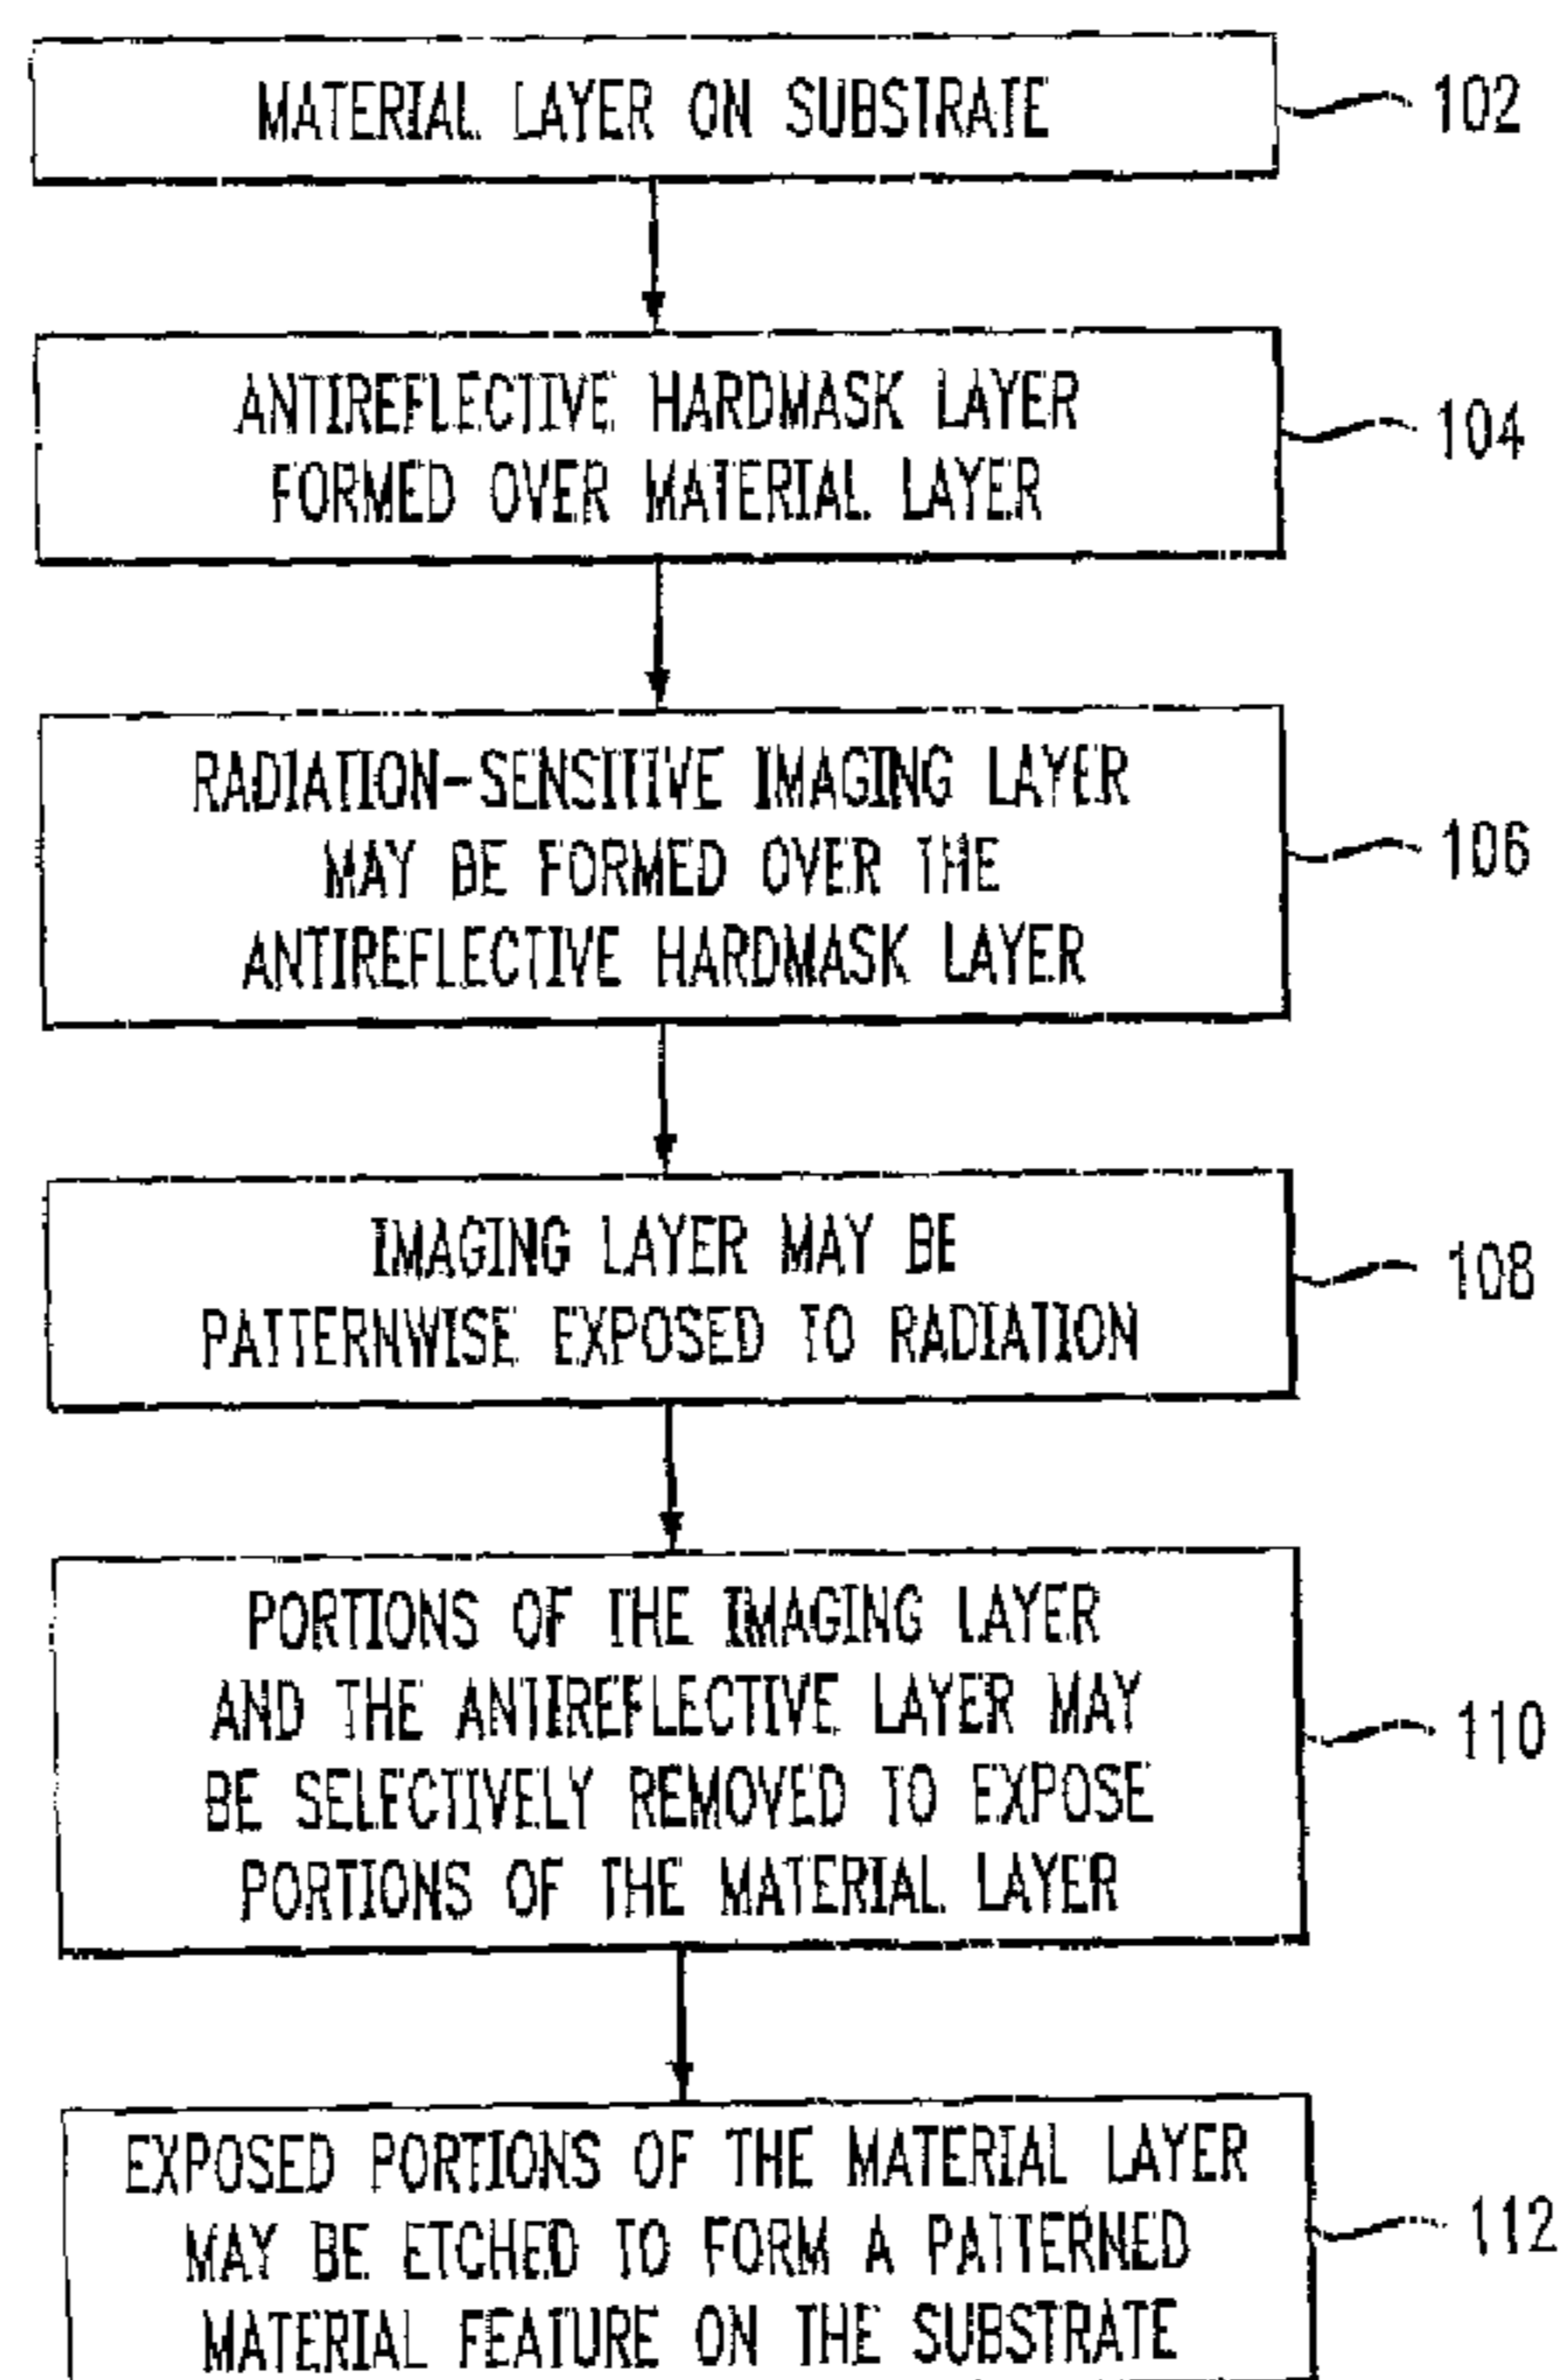 MATERIAL LAYER ON SUBSTRATE
102
ANTIREFLECTIVE HARDMASK LAYER
FORMED OVER MATERIAL LAYER
104
RADIATION-SENSITIVE IMAGING LAYER
MAY BE FORMED OVER THE
ANTIREFLECTIVE HARDMASK LAYER
106
IMAGING LAYER MAY BE
PATTERNWISE EXPOSED TO RADIATION
108
PORTIONS OF THE IMAGING LAYER
AND THE ANTIREFLECTIVE LAYER MAY
BE SELECTIVELY REMOVED TO EXPOSE
PORTIONS OF THE MATERIAL LAYER
110
EXPOSED PORTIONS OF THE MATERIAL LAYER
MAY BE ETCHED TO FORM A PATTERNED
MATERIAL FEATURE ON THE SUBSTRATE
112